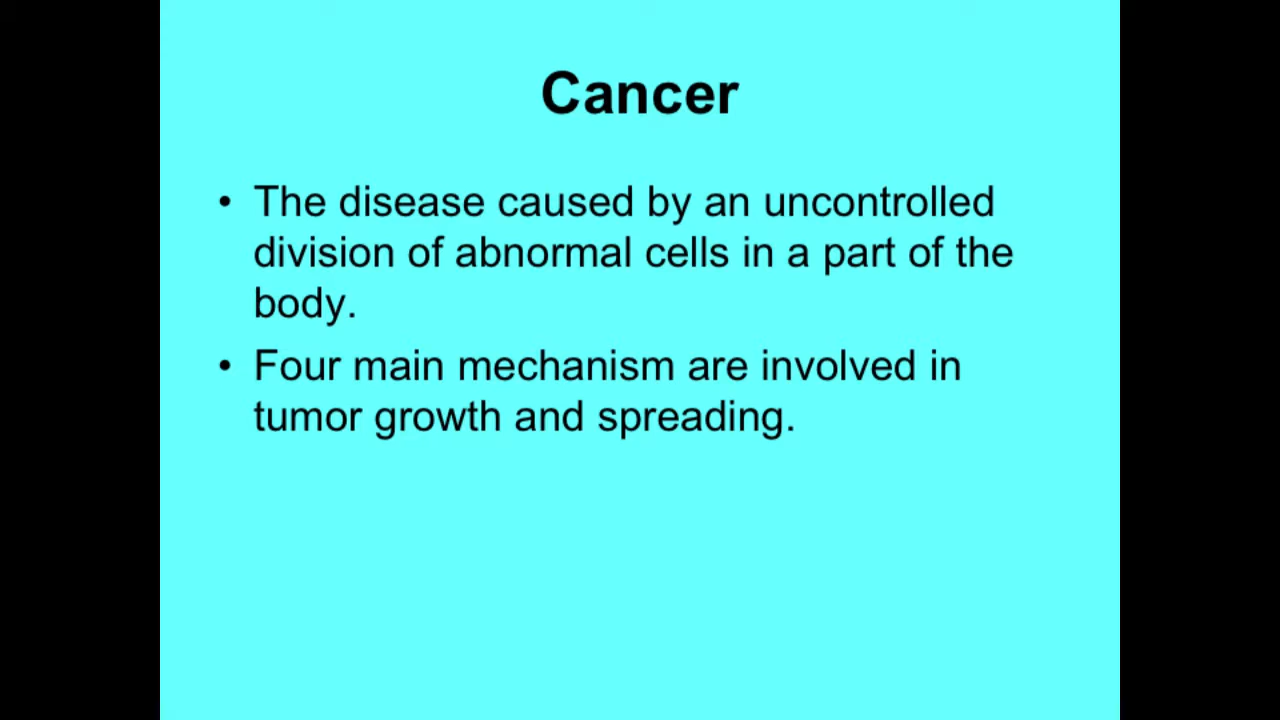 Cancer
• The disease caused by an uncontrolled
division of abnormal cells in a part of the
body.
• Four main mechanism are involved in
tumor growth and spreading.